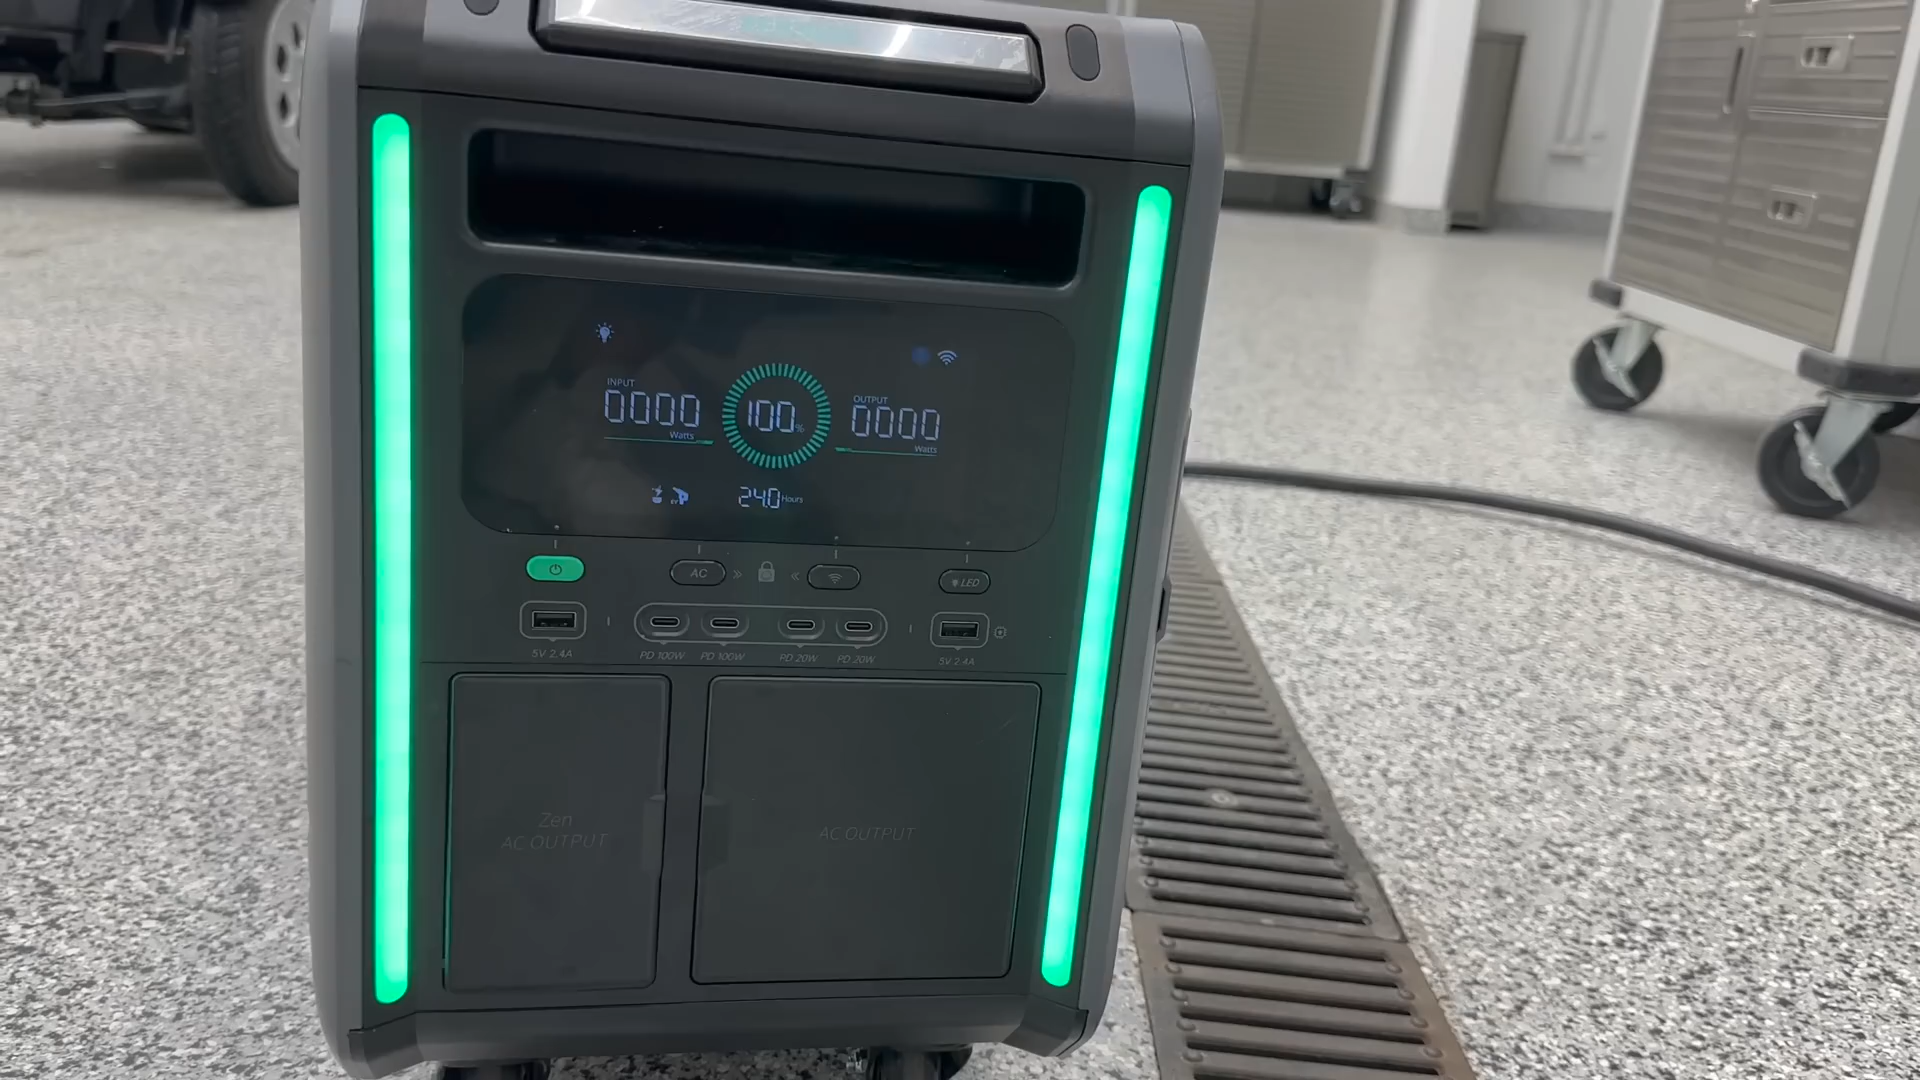 INPUT
0000
Watts
100%
OUTPUT
0000
Watts
24.0 Hours
AC
LED
5V 2.4A
PD 100W
PD 100W
PD 20W
PD 20W
5V 2.4A
Zen
AC OUTPUT
AC OUTPUT